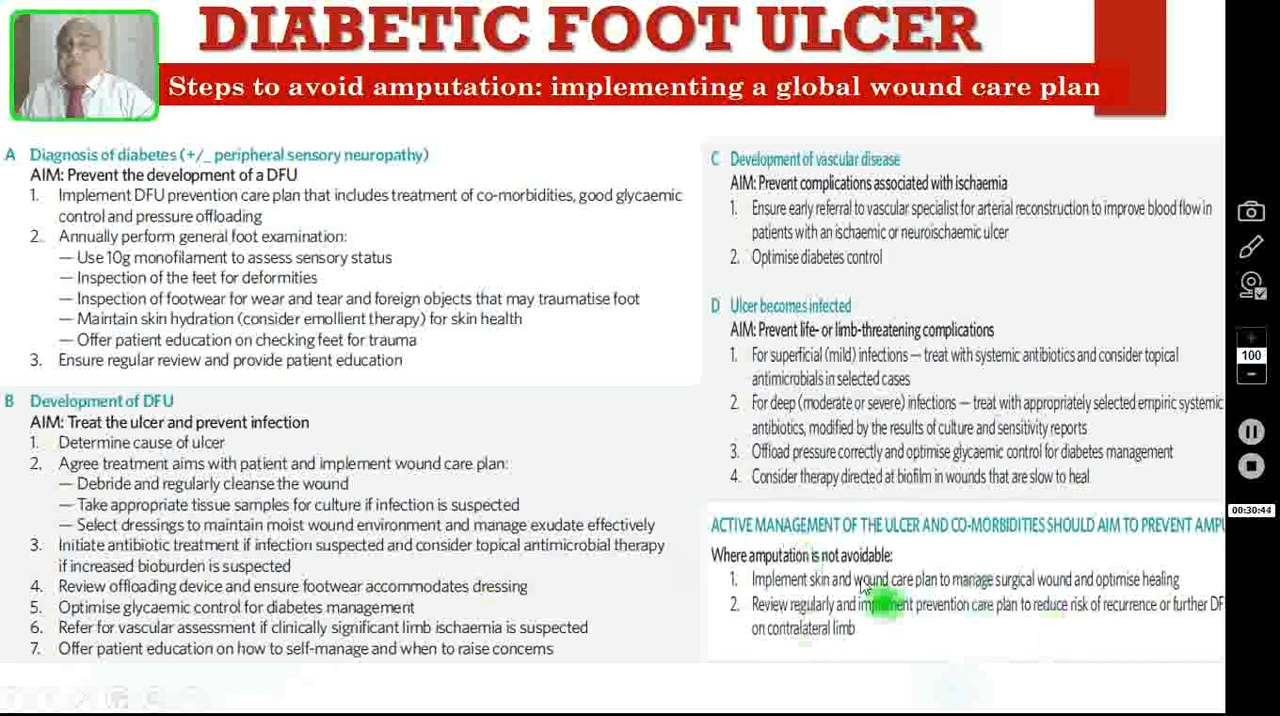 DIABETIC FOOT ULCER
Steps to avoid amputation: implementing a global wound care plan
A Diagnosis of diabetes (+/_ peripheral sensory neuropathy)
AIM: Prevent the development of a DFU
1. Implement DFU prevention care plan that includes treatment of co-morbidities, good glycaemic
control and pressure offloading
2. Annually perform general foot examination:
— Use 10g monofilament to assess sensory status
— Inspection of the feet for deformities
— Inspection of footwear for wear and tear and foreign objects that may traumatise foot
— Maintain skin hydration (consider emollient therapy) for skin health
— Offer patient education on checking feet for trauma
3. Ensure regular review and provide patient education
B Development of DFU
AIM: Treat the ulcer and prevent infection
1. Determine cause of ulcer
2. Agree treatment aims with patient and implement wound care plan:
— Debride and regularly cleanse the wound
— Take appropriate tissue samples for culture if infection is suspected
— Select dressings to maintain moist wound environment and manage exudate effectively
3. Initiate antibiotic treatment if infection suspected and consider topical antimicrobial therapy
if increased bioburden is suspected
4. Review offloading device and ensure footwear accommodates dressing
5. Optimise glycaemic control for diabetes management
6. Refer for vascular assessment if clinically significant limb ischaemia is suspected
7. Offer patient education on how to self-manage and when to raise concerns
C Development of vascular disease
AIM: Prevent complications associated with ischaemia
1. Ensure early referral to vascular specialist for arterial reconstruction to improve blood flow in
patients with an ischaemic or neuroischaemic ulcer
2. Optimise diabetes control
D Ulcer becomes infected
AIM: Prevent life- or limb-threatening complications
1. For superficial (mild) infections — treat with systemic antibiotics and consider topical
antimicrobials in selected cases
2. For deep (moderate or severe) infections — treat with appropriately selected empiric systemic
antibiotics, modified by the results of culture and sensitivity reports
3. Offload pressure correctly and optimise glycaemic control for diabetes management
4. Consider therapy directed at biofilm in wounds that are slow to heal
ACTIVE MANAGEMENT OF THE ULCER AND CO-MORBIDITIES SHOULD AIM TO PREVENT AMPU
Where amputation is not avoidable:
1. Implement skin and wound care plan to manage surgical wound and optimise healing
2. Review regularly and implement prevention care plan to reduce risk of recurrence or further DF
on contralateral limb
100
00:30:44